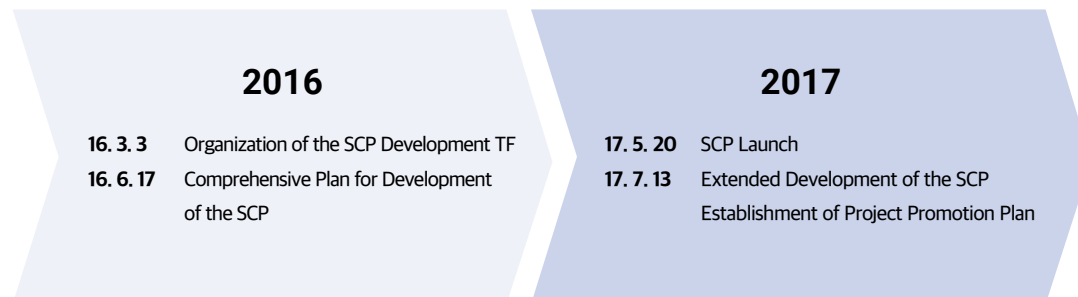 2016
16. 3. 3 Organization of the SCP Development TF
16. 6. 17 Comprehensive Plan for Development
of the SCP
2017
17. 5. 20 SCP Launch
17. 7. 13 Extended Development of the SCP
Establishment of Project Promotion Plan